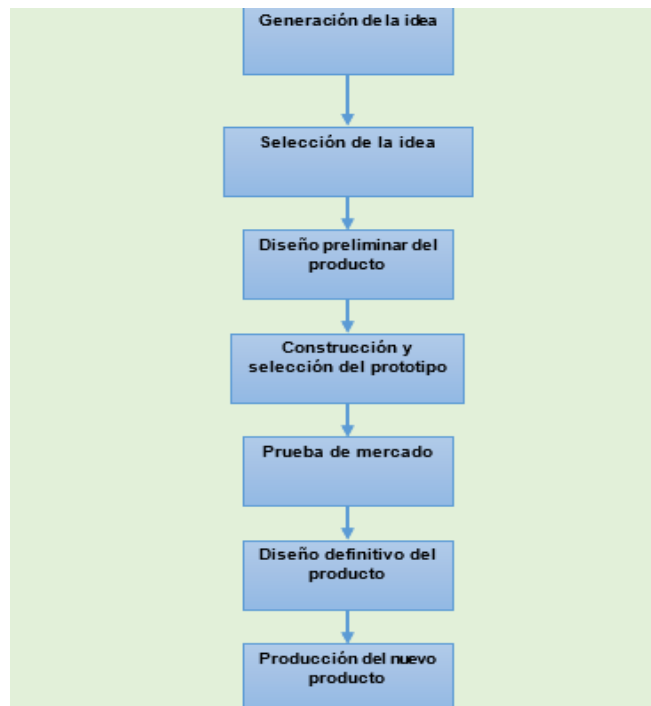 Generación de la idea
Selección de la idea
Diseño preliminar del
producto
Construcción y
selección del prototipo
Prueba de mercado
Diseño definitivo del
producto
Producción del nuevo
producto